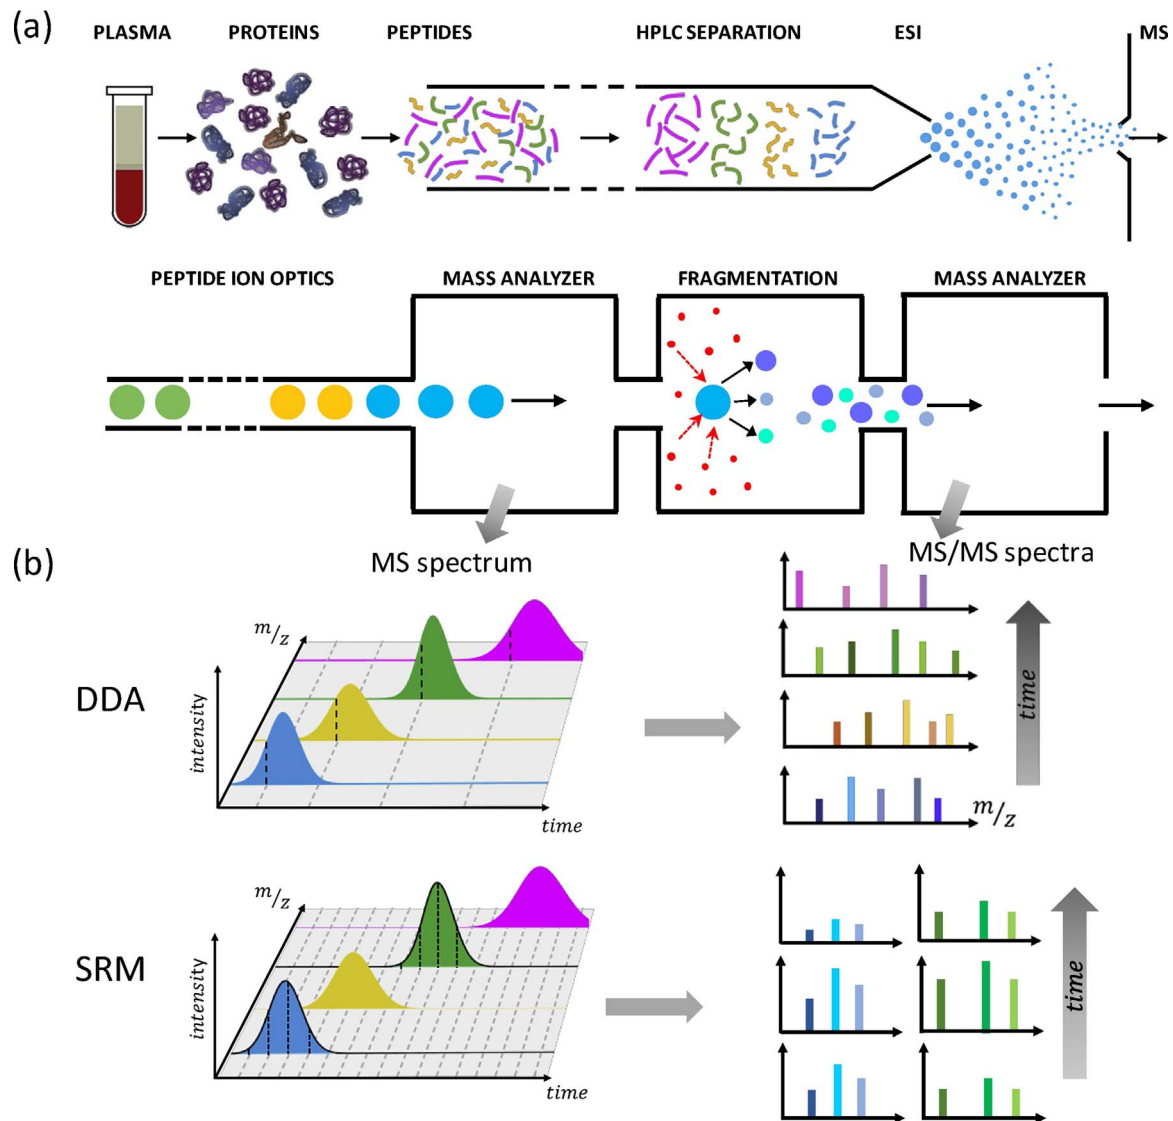 (a)
PLASMA PROTEINS PEPTIDES HPLC SEPARATION ESI MS
PEPTIDE ION OPTICS MASS ANALYZER FRAGMENTATION MASS ANALYZER
(b)
MS spectrum MS/MS spectra
DDA
intensity
m/z
time
m/z
time
SRM
intensity
m/z
time
time